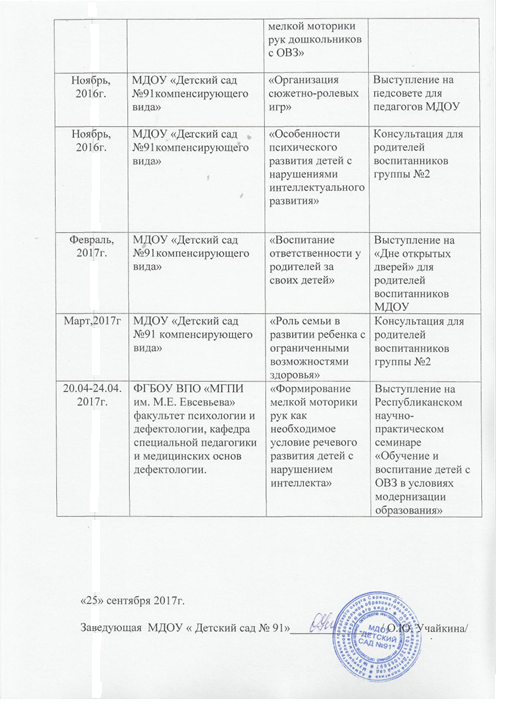 мелкой моторики
рук дошкольников
с ОВЗ»
Ноябрь,
2016г.
МДОУ «Детский сад
№91компенсирующего
вида»
«Организация
сюжетно-ролевых
игр»
Выступление на
педсовете для
педагогов МДОУ
Ноябрь,
2016г.
МДОУ «Детский сад
№91компенсирующего
вида»
«Особенности
психического
развития детей с
нарушениями
интеллектуального
развития»
Консультация для
родителей
воспитанников
группы №2
Февраль,
2017г.
МДОУ «Детский сад
№91компенсирующего
вида»
«Воспитание
ответственности у
родителей за
своих детей»
Выступление на
«Дне открытых
дверей» для
родителей
воспитанников
МДОУ
Март,2017г
МДОУ «Детский сад
№91 компенсирующего
вида»
«Роль семьи в
развитии ребенка с
ограниченными
возможностями
здоровья»
Консультация для
родителей
воспитанников
группы №2
20.04-24.04.
2017г.
ФГБОУ ВПО «МГПИ
им. М.Е. Евсевьева»
факультет психологии и
дефектологии, кафедра
специальной педагогики
и медицинских основ
дефектологии.
«Формирование
мелкой моторики
рук как
необходимое
условие речевого
развития детей с
нарушением
интеллекта»
Выступление на
Республиканском
научно-
практическом
семинаре
«Обучение и
воспитание детей с
ОВЗ в условиях
модернизации
образования»
«25» сентября 2017г.
Заведующая МДОУ « Детский сад № 91»________________/О.Ю. Учайкина/
МДОУ
"ДЕТСКИЙ
САД №91"